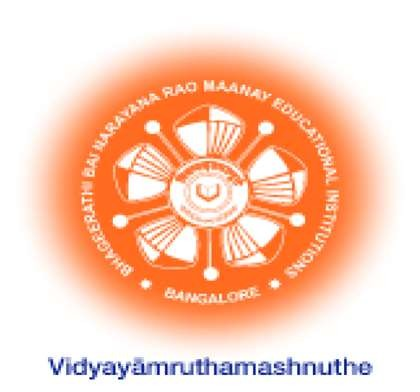 BHAGEERATHI BAI NARAYANA RAO MAANAY EDUCATIONAL INSTITUTIONS
BANGALORE
Vidyayāmruthamashnuthe